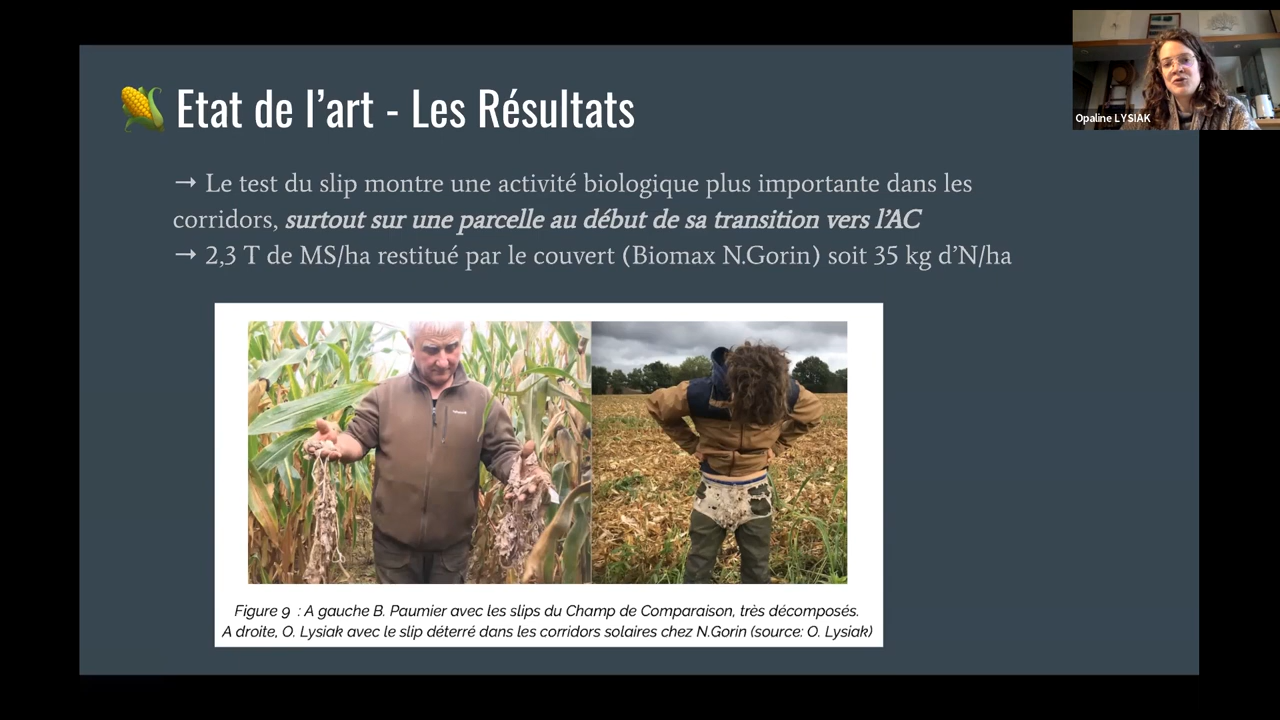 Etat de l’art - Les Résultats
Opaline LYSIAK
→ Le test du slip montre une activité biologique plus importante dans les
corridors, surtout sur une parcelle au début de sa transition vers l’AC
→ 2,3 T de MS/ha restitué par le couvert (Biomax N.Gorin) soit 35 kg d’N/ha
Figure 9 : A gauche B. Paumier avec les slips du Champ de Comparaison, très décomposés.
A droite, O. Lysiak avec le slip déterré dans les corridors solaires chez N.Gorin (source: O. Lysiak)